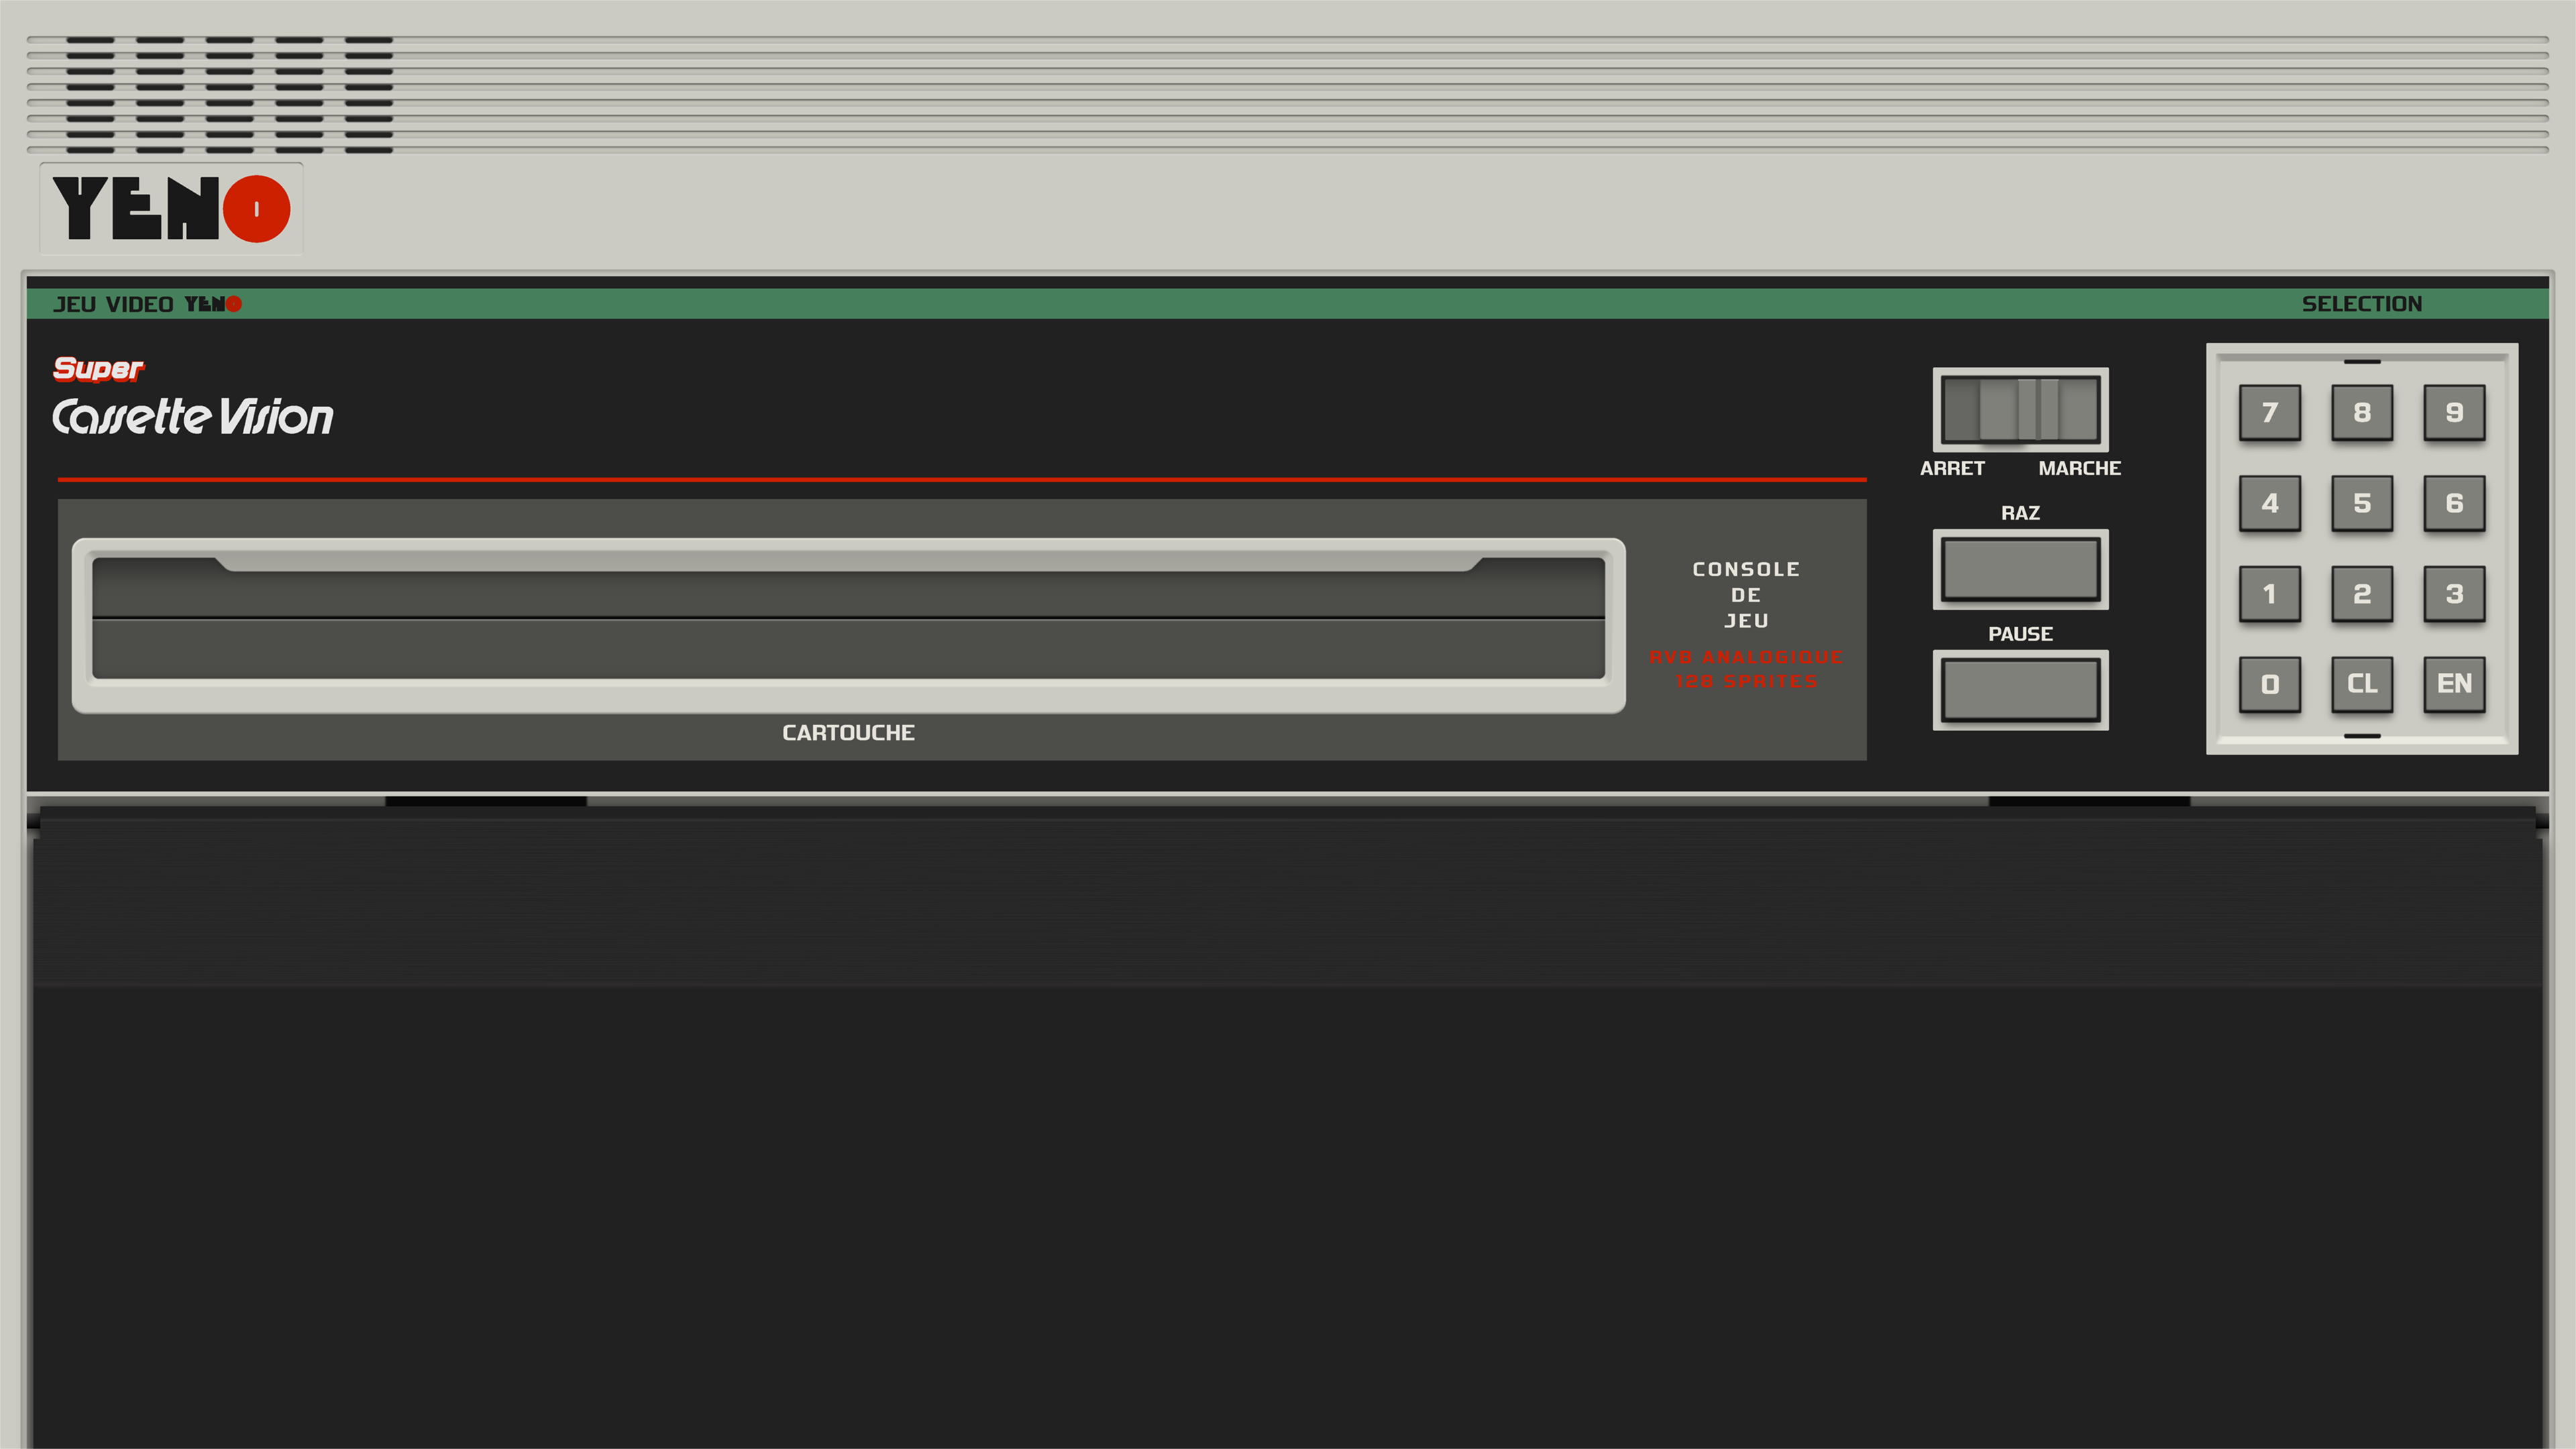 YENO
JEU VIDEO YENO
SELECTION
Super
Cassette Vision
ARRET MARCHE
RAZ
PAUSE
CONSOLE
DE
JEU
RVB ANALOGIQUE
128 SPRITES
CARTOUCHE
7 8 9
4 5 6
1 2 3
0 CL EN